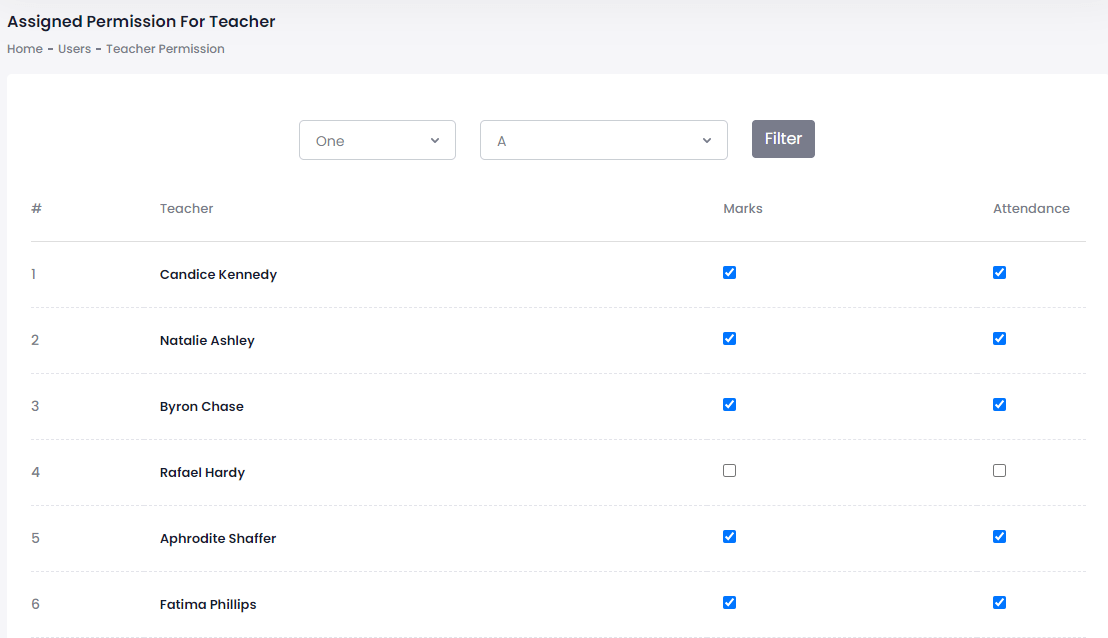 Assigned Permission For Teacher
Home - Users - Teacher Permission
One A Filter
# Teacher Marks Attendance
1 Candice Kennedy
2 Natalie Ashley
3 Byron Chase
4 Rafael Hardy
5 Aphrodite Shaffer
6 Fatima Phillips